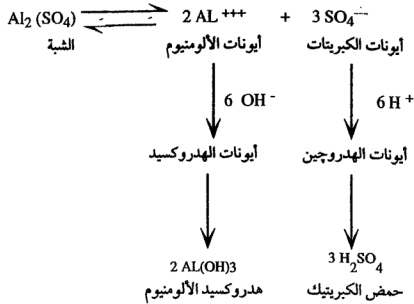 Al₂ (SO₄) 2 AL⁺⁺⁺ + 3 SO₄⁻⁻
الشبة أيونات الألومنيوم أيونات الكبريتات
6 OH⁻ 6 H⁺
أيونات الهدروكسيد أيونات الهدروچين
2 AL(OH)3 3 H₂SO₄
هدروكسيد الألومنيوم حمض الكبريتيك